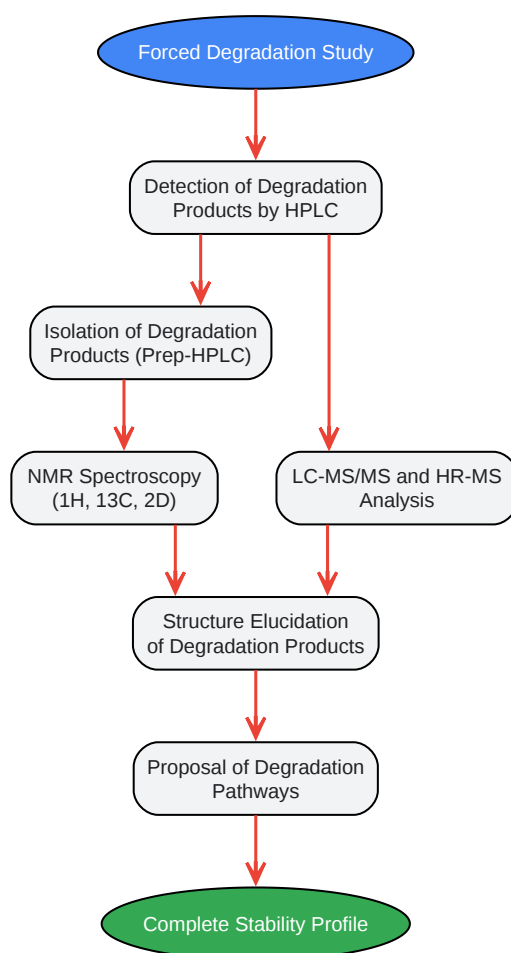 Forced Degradation Study
Detection of Degradation
Products by HPLC
Isolation of Degradation
Products (Prep-HPLC)
NMR Spectroscopy
(1H, 13C, 2D)
LC-MS/MS and HR-MS
Analysis
Structure Elucidation
of Degradation Products
Proposal of Degradation
Pathways
Complete Stability Profile